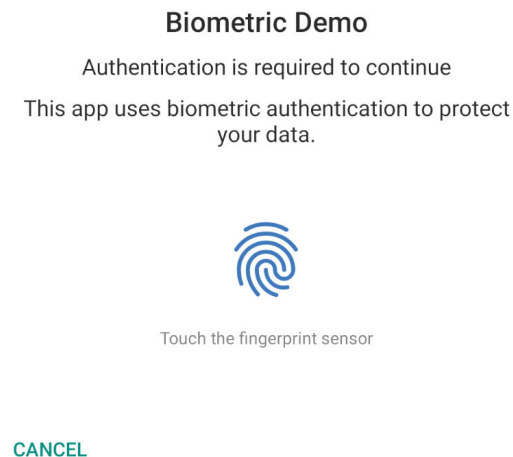 Biometric Demo
Authentication is required to continue
This app uses biometric authentication to protect
your data.
Touch the fingerprint sensor
CANCEL